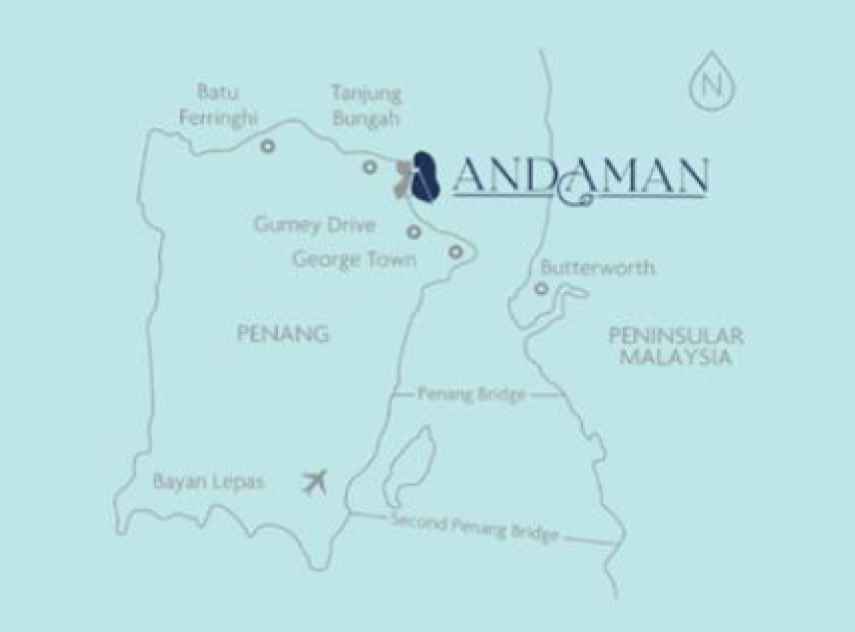 N
Batu
Ferringhi
Tanjung
Bungah
ANDAMAN
Gurney Drive
George Town
Butterworth
PENANG
PENINSULAR
MALAYSIA
Penang Bridge
Bayan Lepas
Second Penang Bridge